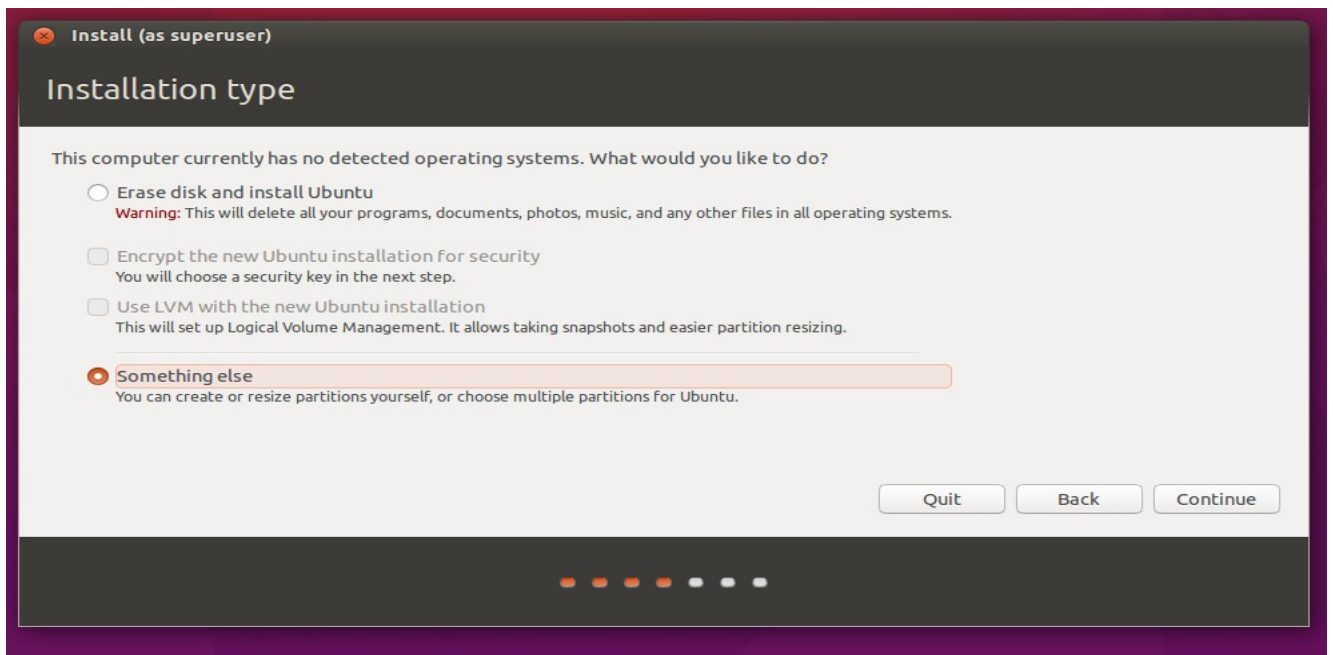 Install (as superuser)
Installation type
This computer currently has no detected operating systems. What would you like to do?
Erase disk and install Ubuntu
Warning: This will delete all your programs, documents, photos, music, and any other files in all operating systems.
Encrypt the new Ubuntu installation for security
You will choose a security key in the next step.
Use LVM with the new Ubuntu installation
This will set up Logical Volume Management. It allows taking snapshots and easier partition resizing.
Something else
You can create or resize partitions yourself, or choose multiple partitions for Ubuntu.
Quit Back Continue